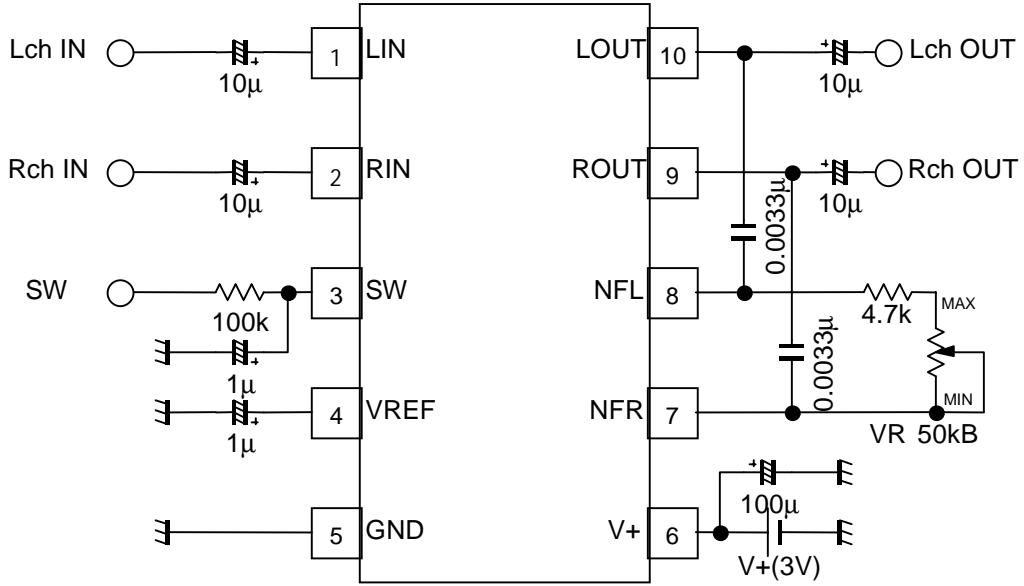 Lch IN
10μ
1
LIN
LOUT
10
10μ
Lch OUT
Rch IN
10μ
2
RIN
ROUT
9
10μ
Rch OUT
0.0033μ
SW
100k
3
SW
NFL
8
4.7k
MAX
1μ
0.0033μ
4
VREF
1μ
NFR
7
MIN
VR 50kB
100μ
5
GND
V+
6
V+(3V)